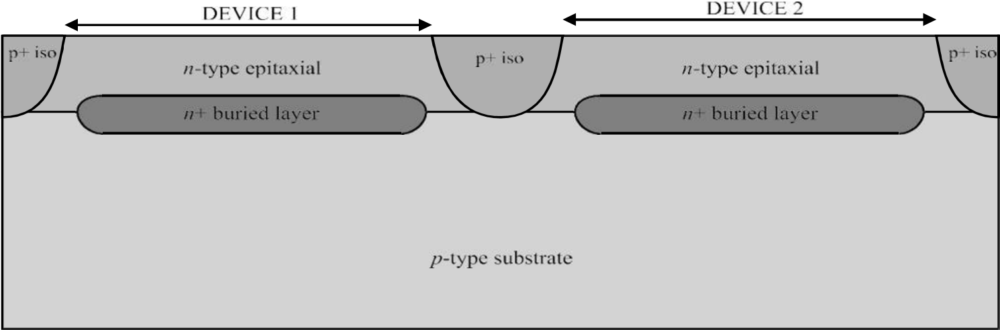 DEVICE 1
DEVICE 2
p+ iso
n-type epitaxial
p+ iso
n-type epitaxial
p+ iso
n+ buried layer
n+ buried layer
p-type substrate